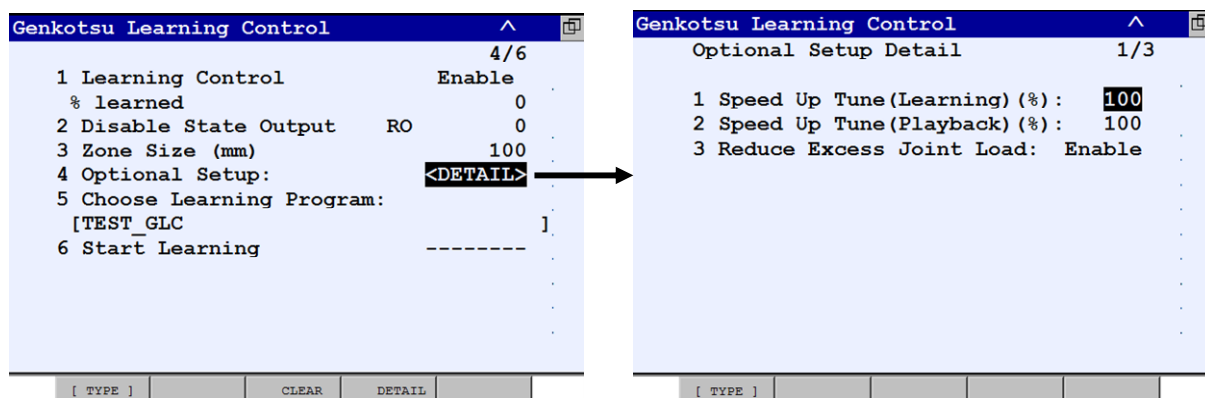 Genkotsu Learning Control ^
4/6
1 Learning Control Enable
% learned 0
2 Disable State Output RO 0
3 Zone Size (mm) 100
4 Optional Setup: <DETAIL>
5 Choose Learning Program:
[TEST_GLC ]
6 Start Learning --------
[ TYPE ] CLEAR DETAIL
Genkotsu Learning Control ^
Optional Setup Detail 1/3
1 Speed Up Tune(Learning)(%): 100
2 Speed Up Tune(Playback)(%): 100
3 Reduce Excess Joint Load: Enable
[ TYPE ]